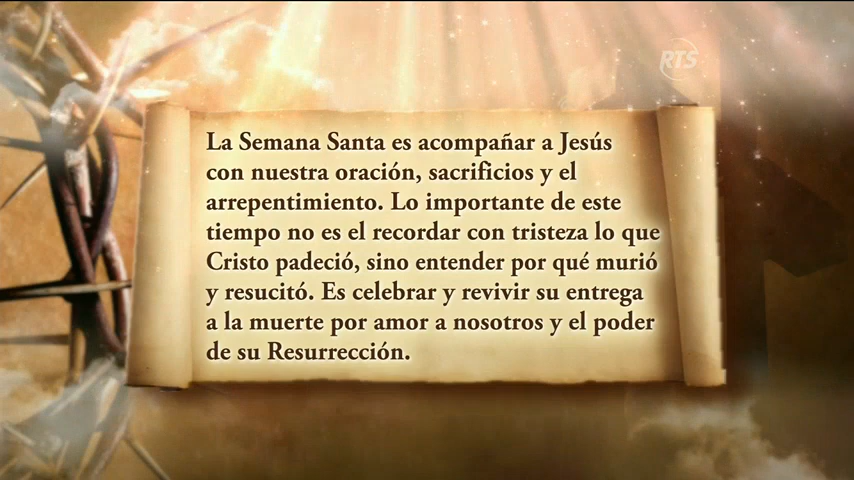 RTS
La Semana Santa es acompañar a Jesús
con nuestra oración, sacrificios y el
arrepentimiento. Lo importante de este
tiempo no es el recordar con tristeza lo que
Cristo padeció, sino entender por qué murió
y resucitó. Es celebrar y revivir su entrega
a la muerte por amor a nosotros y el poder
de su Resurrección.